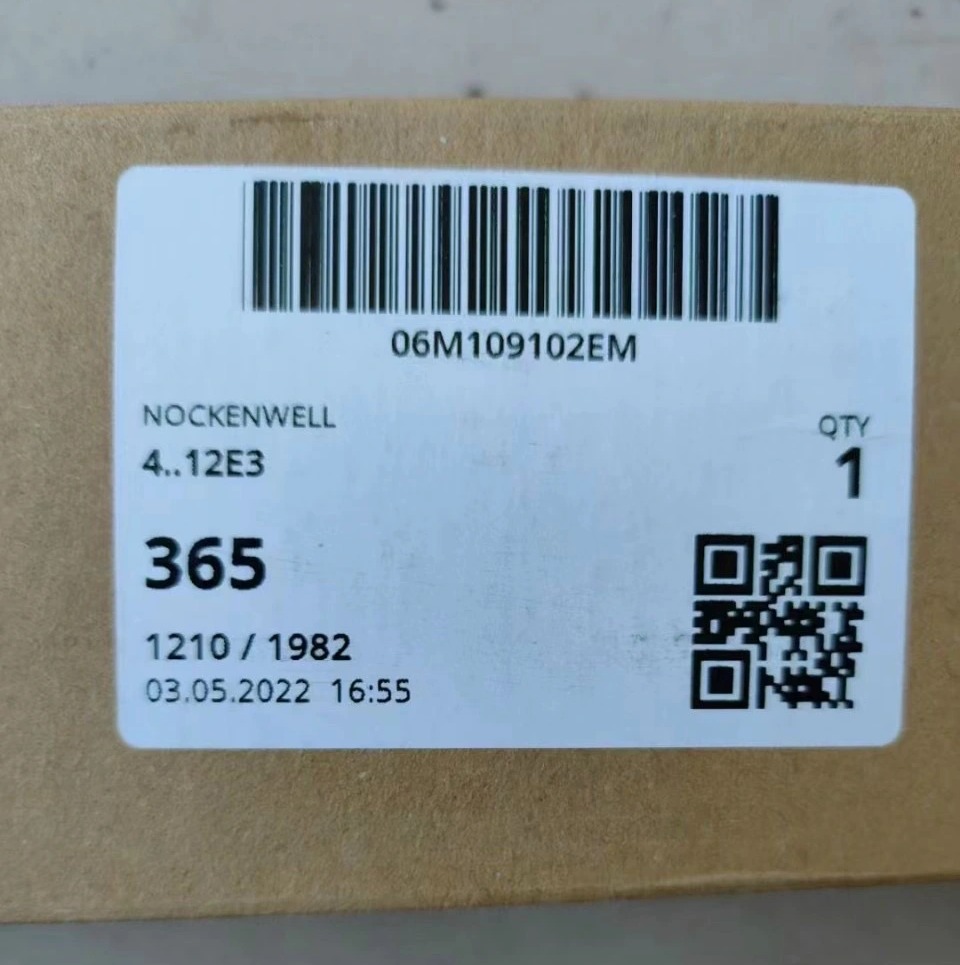 06M109102EM
NOCKENWELL
4..12E3
QTY
1
365
1210 / 1982
03.05.2022 16:55